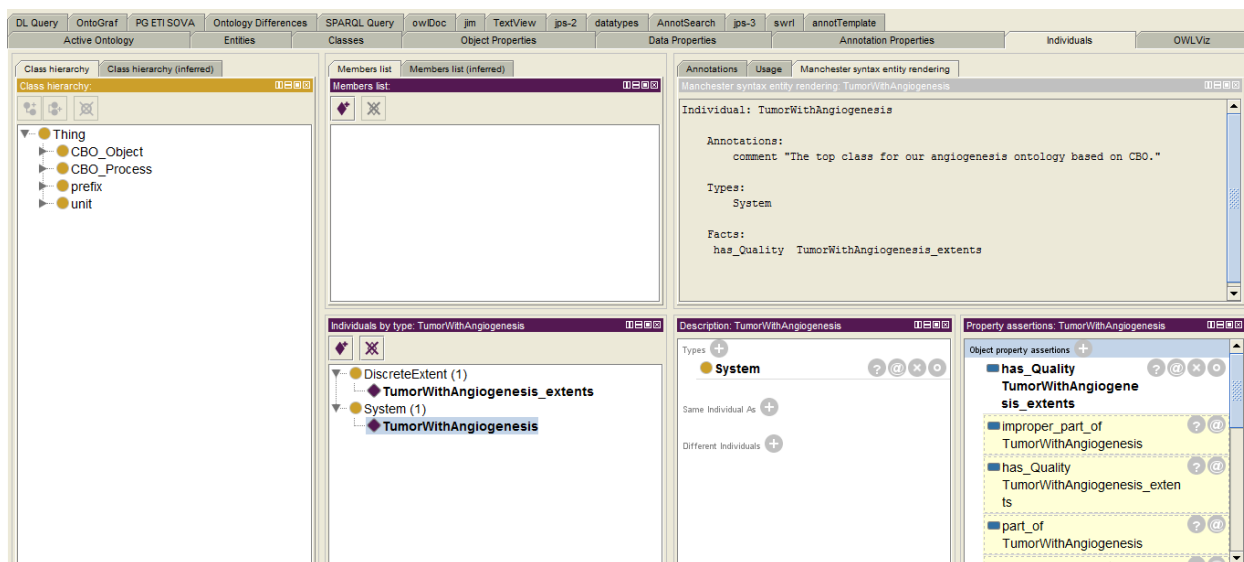 DL Query OntoGraf PG ETI SOVA Ontology Differences SPARQL Query owlDoc jim TextView jps-2 datatypes AnnotSearch jps-3 swrl annotTemplate
Active Ontology Entities Classes Object Properties Data Properties Annotation Properties Individuals OWLViz
Class hierarchy Class hierarchy (inferred)
Class hierarchy:
Thing
CBO_Object
CBO_Process
prefix
unit
Members list Members list (inferred)
Members list:
Annotations Usage Manchester syntax entity rendering
Manchester syntax entity rendering: TumorWithAngiogenesis
Individual: TumorWithAngiogenesis
Annotations:
comment "The top class for our angiogenesis ontology based on CBO."
Types:
System
Facts:
has_Quality TumorWithAngiogenesis_extents
Individuals by type: TumorWithAngiogenesis
DiscreteExtent (1)
TumorWithAngiogenesis_extents
System (1)
TumorWithAngiogenesis
Description: TumorWithAngiogenesis
Types
System
Same Individual As
Different Individuals
Property assertions: TumorWithAngiogenesis
Object property assertions
has_Quality
TumorWithAngiogene
sis_extents
improper_part_of
TumorWithAngiogenesis
has_Quality
TumorWithAngiogenesis_exten
ts
part_of
TumorWithAngiogenesis